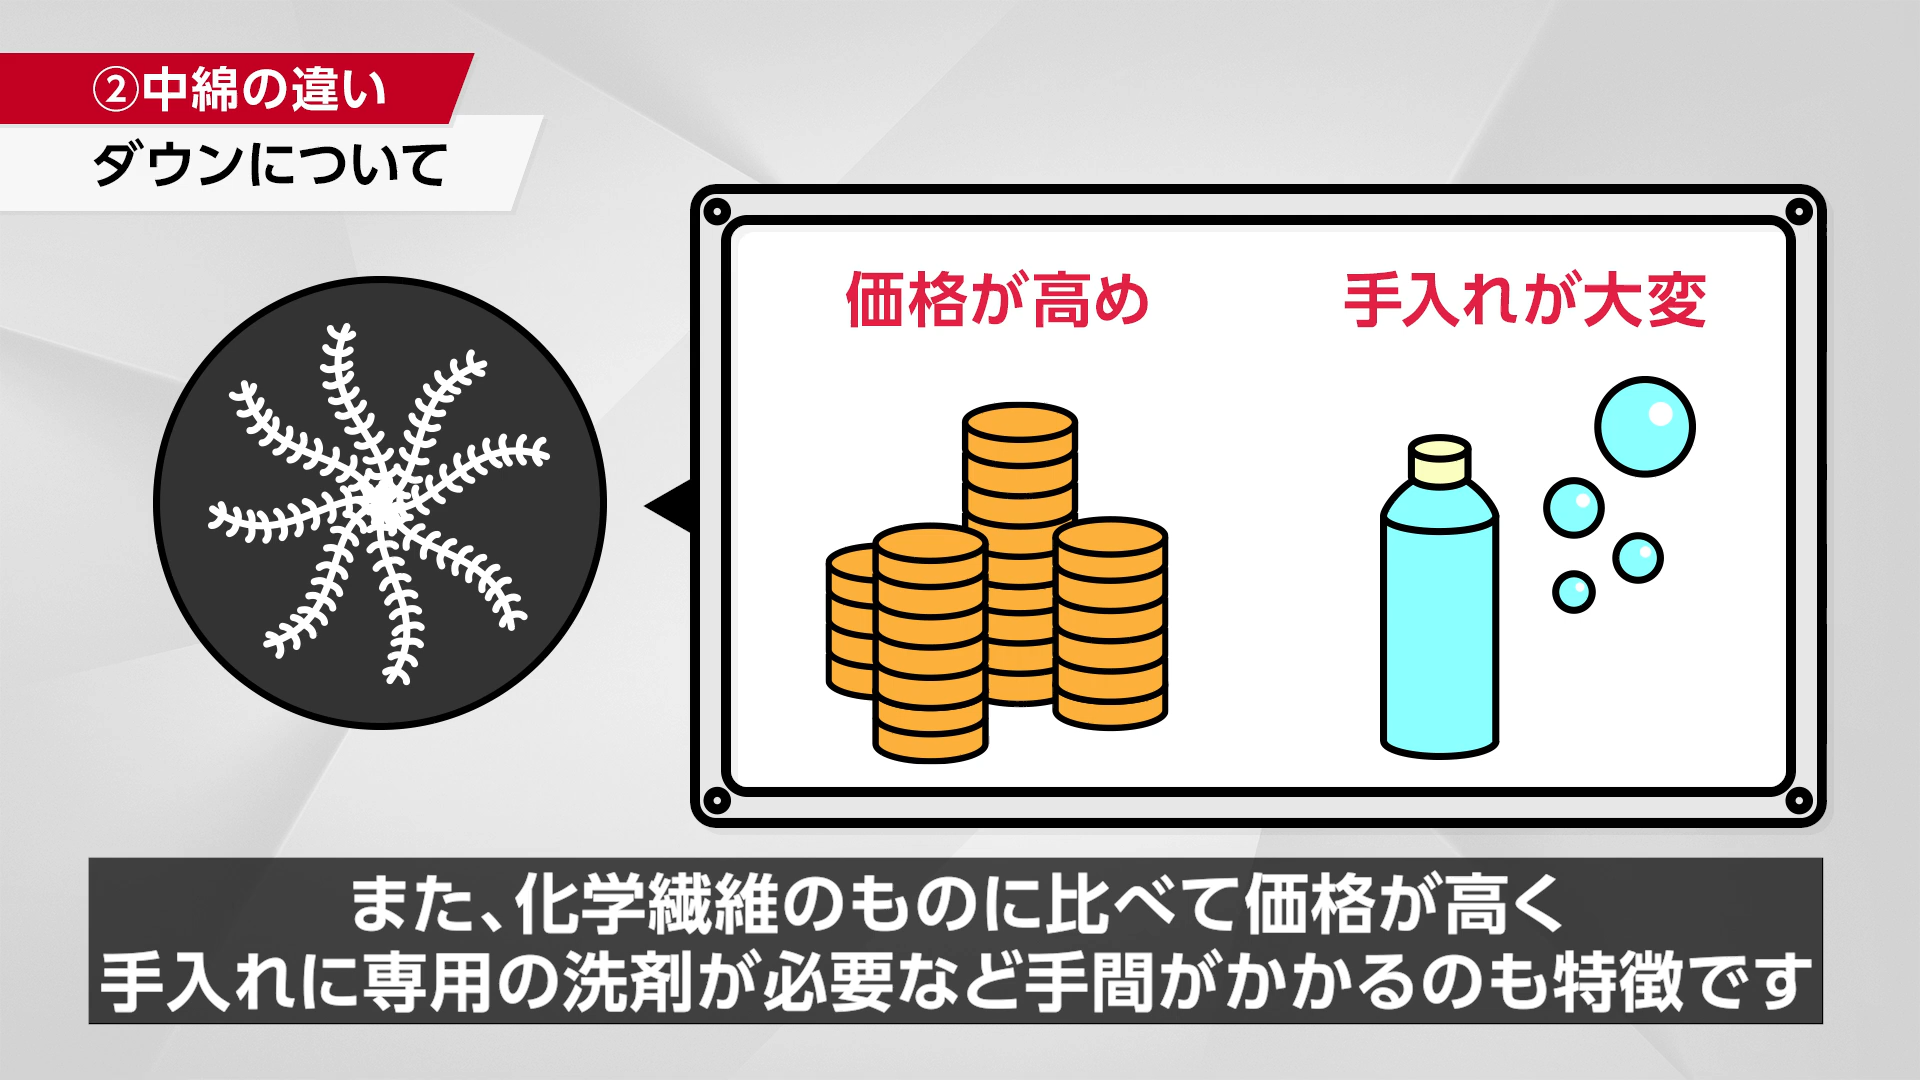 ②中綿の違い
ダウンについて
価格が高め
手入れが大変
また、化学繊維のものに比べて価格が高く
手入れに専用の洗剤が必要など手間がかかるのも特徴です